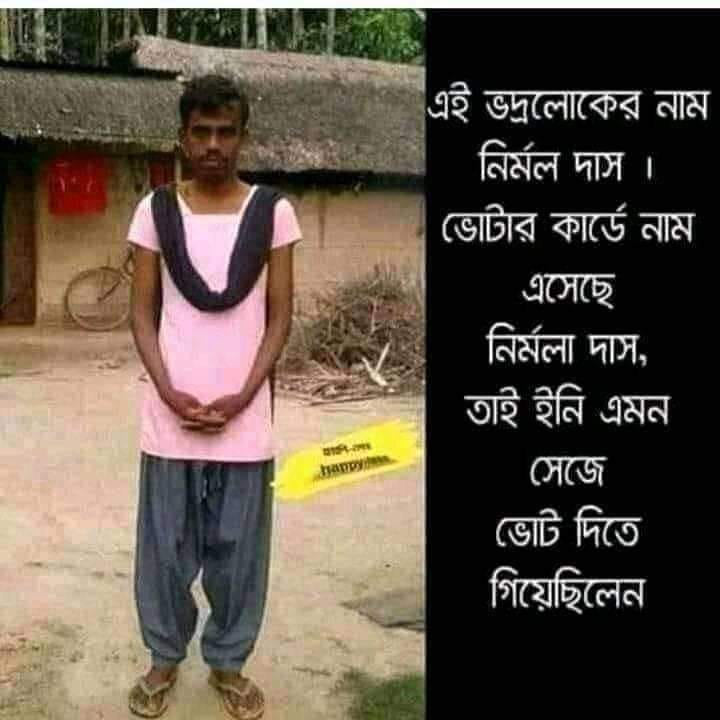 এই ভদ্রলোকের নাম
নির্মল দাস ।
ভোটার কার্ডে নাম
এসেছে
নির্মলা দাস,
তাই ইনি এমন
সেজে
ভোট দিতে
গিয়েছিলেন